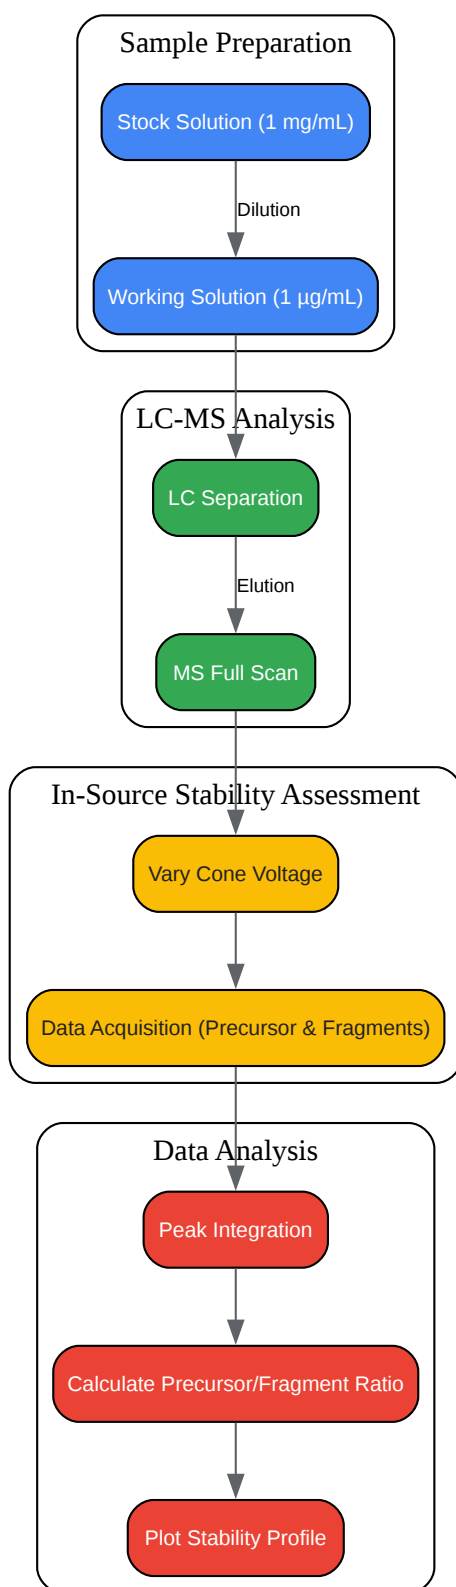 Sample Preparation
Stock Solution (1 mg/mL)
Dilution
Working Solution (1 µg/mL)
LC-MS Analysis
LC Separation
Elution
MS Full Scan
In-Source Stability Assessment
Vary Cone Voltage
Data Acquisition (Precursor & Fragments)
Data Analysis
Peak Integration
Calculate Precursor/Fragment Ratio
Plot Stability Profile